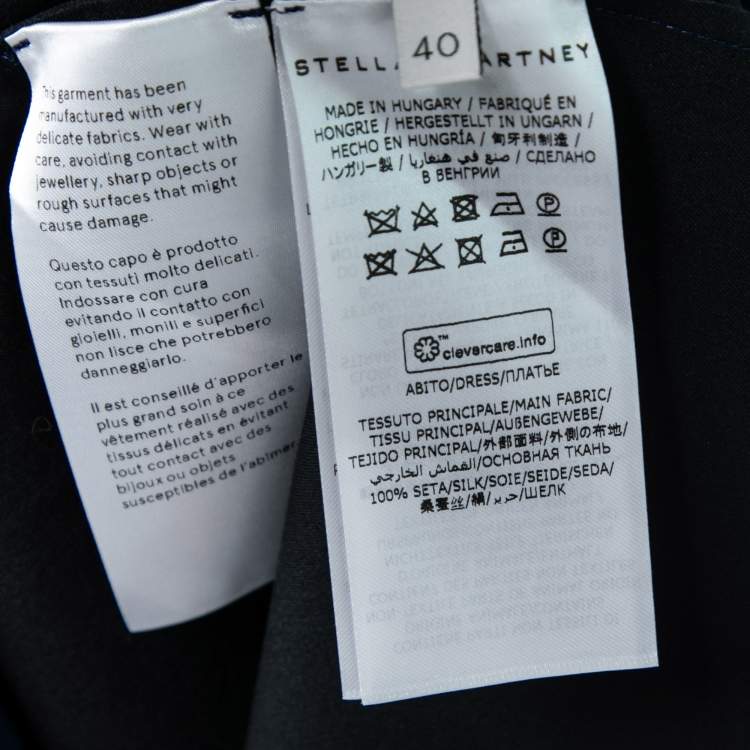 This garment has been
manufactured with very
delicate fabrics. Wear with
care, avoiding contact with
jewellery, sharp objects or
rough surfaces that might
cause damage.
Questo capo è prodotto
con tessuti molto delicati.
Indossare con cura
evitando il contatto con
gioielli, monili e superfici
non lisce che potrebbero
danneggiarlo.
Il est conseillé d'apporter le
plus grand soin à ce
vêtement réalisé avec des
tissus délicats en évitant
tout contact avec des
bijoux ou objets
susceptibles de l'abîmer
40
STELLA McCARTNEY
MADE IN HUNGARY / FABRIQUÉ EN
HONGRIE / HERGESTELLT IN UNGARN /
HECHO EN HUNGRÍA / 匈牙利制造 /
ハンガリー製 / صنع في هنغاريا / СДЕЛАНО
В ВЕНГРИИ
clevercare.info
ABITO/DRESS/ПЛАТЬЕ
TESSUTO PRINCIPALE/MAIN FABRIC/
TISSU PRINCIPAL/AUßENGEWEBE/
TEJIDO PRINCIPAL/外部面料/外側の布地/
القماش الخارجي/ОСНОВНАЯ ТКАНЬ
100% SETA/SILK/SOIE/SEIDE/SEDA/
桑蚕丝/絹/حرير/ШЕЛК